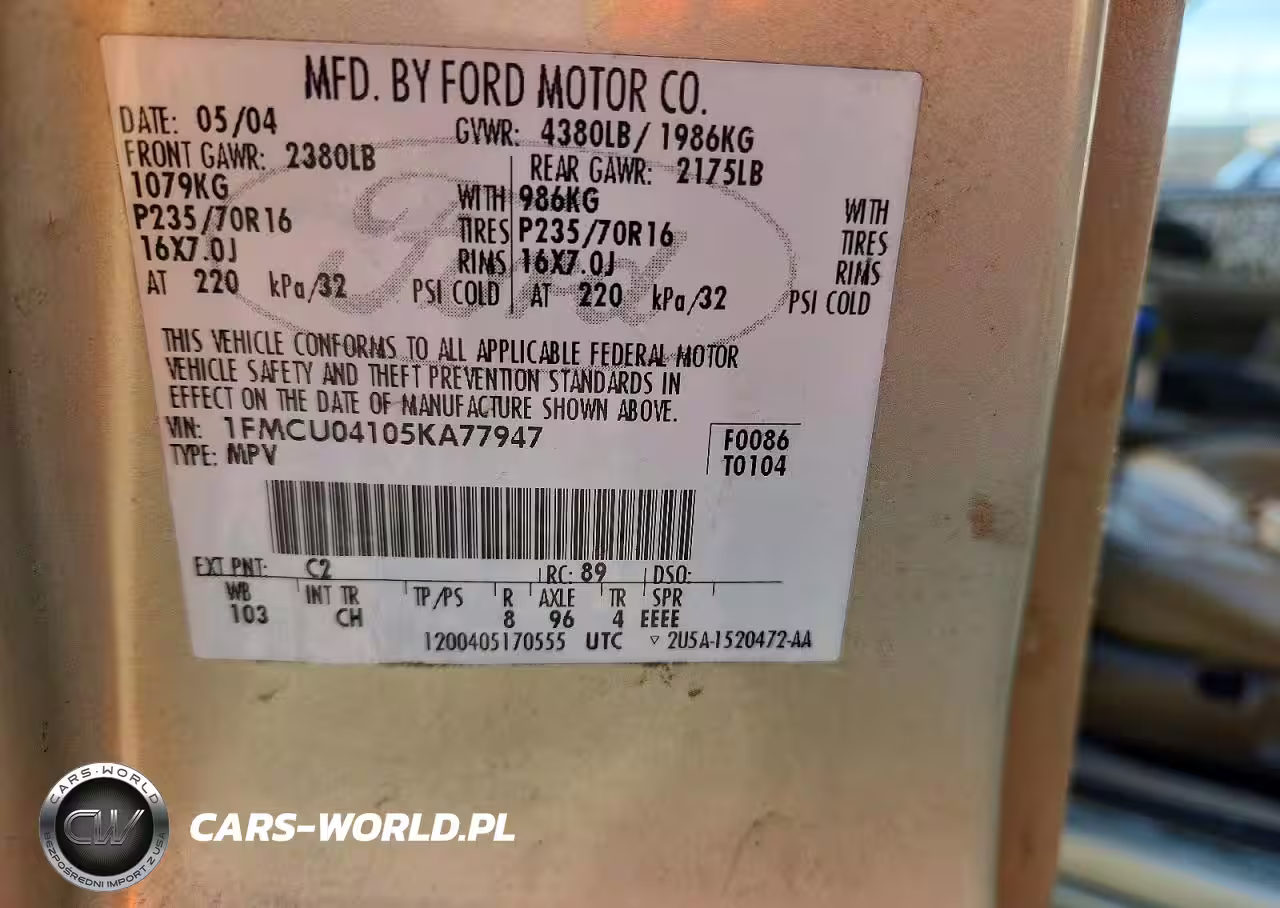 MFD. BY FORD MOTOR CO.
DATE: 05/04 GVWR: 4380LB/ 1986KG
FRONT GAWR: 2380LB REAR GAWR: 2175LB
1079KG WITH 986KG WITH
P235/70R16 TIRES P235/70R16 TIRES
16X7.0J RIMS 16X7.0J RIMS
AT 220 kPa/32 PSI COLD AT 220 kPa/32 PSI COLD
Ford
THIS VEHICLE CONFORMS TO ALL APPLICABLE FEDERAL MOTOR
VEHICLE SAFETY AND THEFT PREVENTION STANDARDS IN
EFFECT ON THE DATE OF MANUFACTURE SHOWN ABOVE.
VIN: 1FMCU04105KA77947
TYPE: MPV
F0086
T0104
EXT PNT: C2 RC: 89 DSO:
WB INT TR TP/PS R AXLE TR SPR
103 CH 8 96 4 EEEE
1200405170555 UTC ▽ 2U5A-1520472-AA
CARS-WORLD
CW
BEZPOŚREDNI IMPORT Z USA
CARS-WORLD.PL